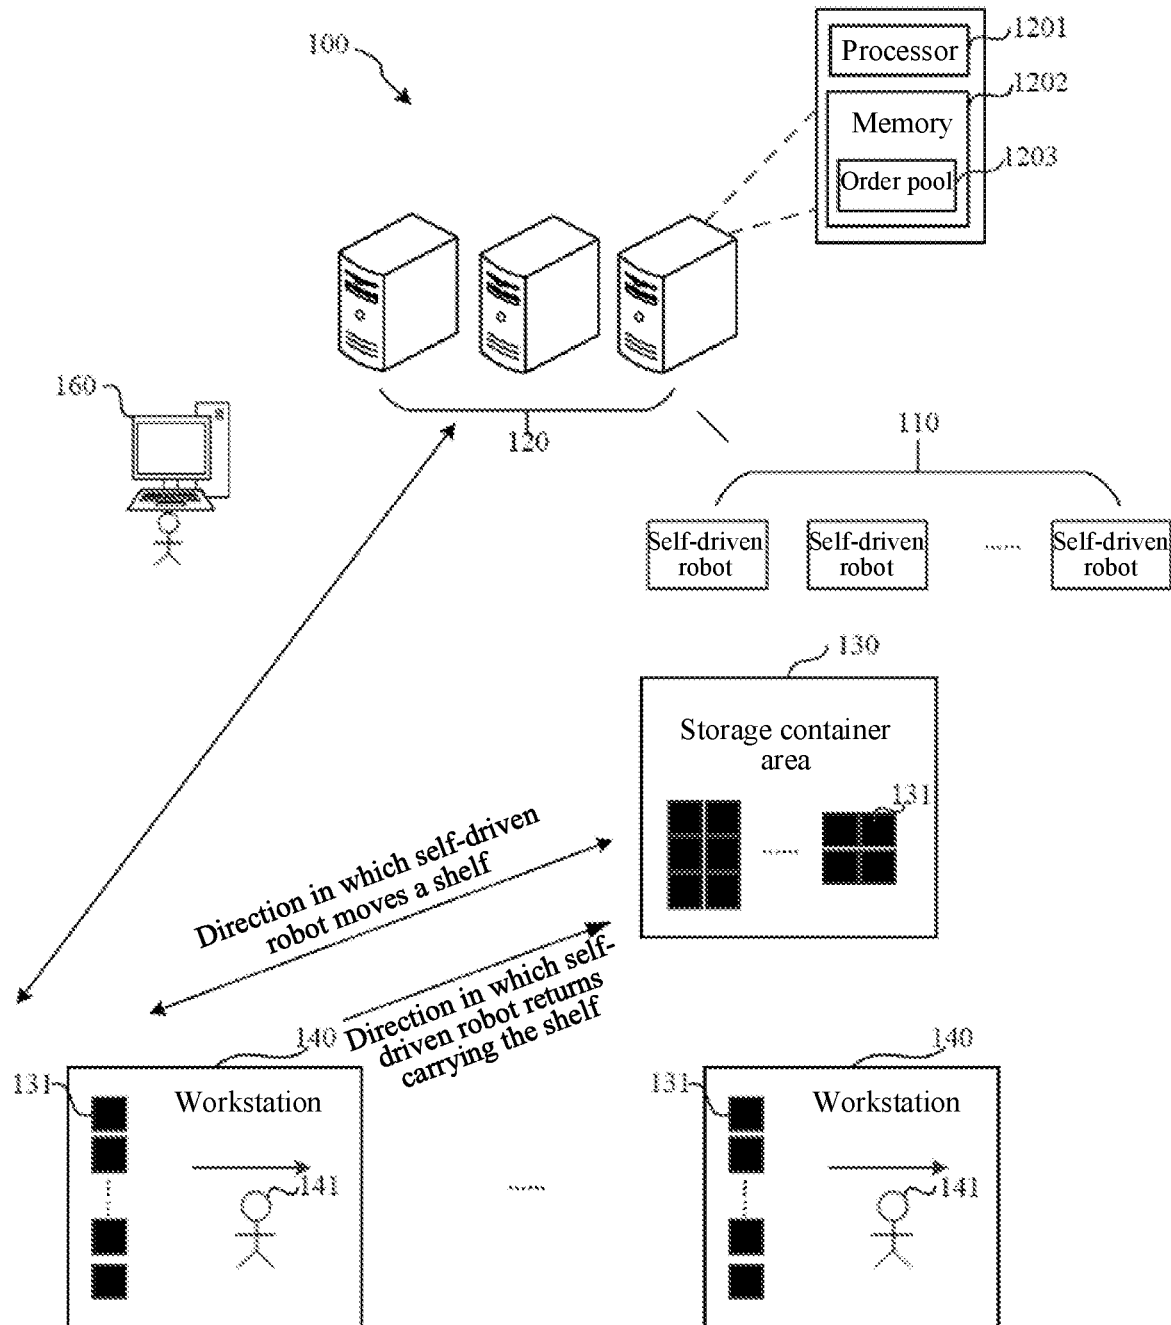 100
Processor
1201
Memory
1202
Order pool
1203
160
120
110
Self-driven
robot
Self-driven
robot
......
Self-driven
robot
130
Storage container
area
131
......
Direction in which self-driven
robot moves a shelf
Direction in which self-
driven robot returns
carrying the shelf
140
131
Workstation
141
......
140
131
Workstation
141